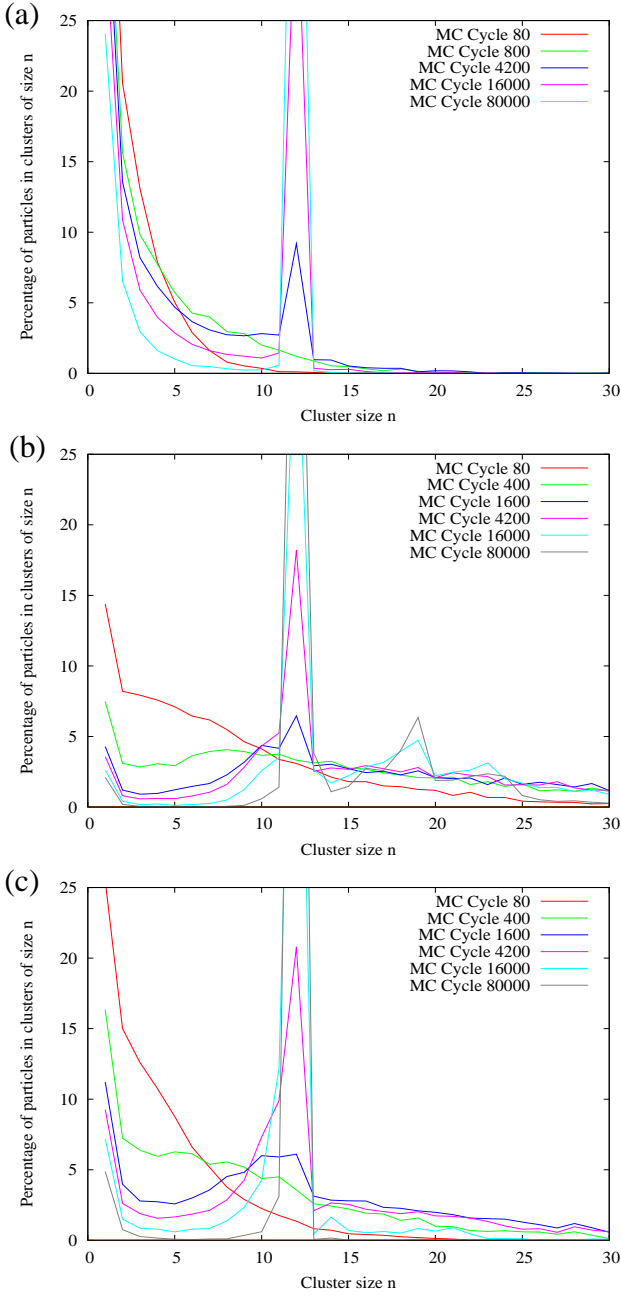 (a)
Percentage of particles in clusters of size n
25
20
15
10
5
0
MC Cycle 80
MC Cycle 800
MC Cycle 4200
MC Cycle 16000
MC Cycle 80000
0 5 10 15 20 25 30
Cluster size n
(b)
Percentage of particles in clusters of size n
25
20
15
10
5
0
MC Cycle 80
MC Cycle 400
MC Cycle 1600
MC Cycle 4200
MC Cycle 16000
MC Cycle 80000
0 5 10 15 20 25 30
Cluster size n
(c)
Percentage of particles in clusters of size n
25
20
15
10
5
0
MC Cycle 80
MC Cycle 400
MC Cycle 1600
MC Cycle 4200
MC Cycle 16000
MC Cycle 80000
0 5 10 15 20 25 30
Cluster size n